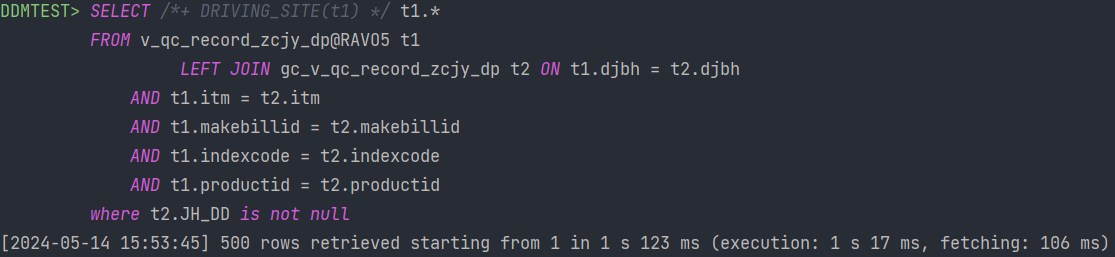 DDMTEST> SELECT /*+ DRIVING_SITE(t1) */ t1.*
FROM v_qc_record_zcjy_dp@RAVO5 t1
LEFT JOIN gc_v_qc_record_zcjy_dp t2 ON t1.djbh = t2.djbh
AND t1.itm = t2.itm
AND t1.makebillid = t2.makebillid
AND t1.indexcode = t2.indexcode
AND t1.productid = t2.productid
where t2.JH_DD is not null
[2024-05-14 15:53:45] 500 rows retrieved starting from 1 in 1 s 123 ms (execution: 1 s 17 ms, fetching: 106 ms)